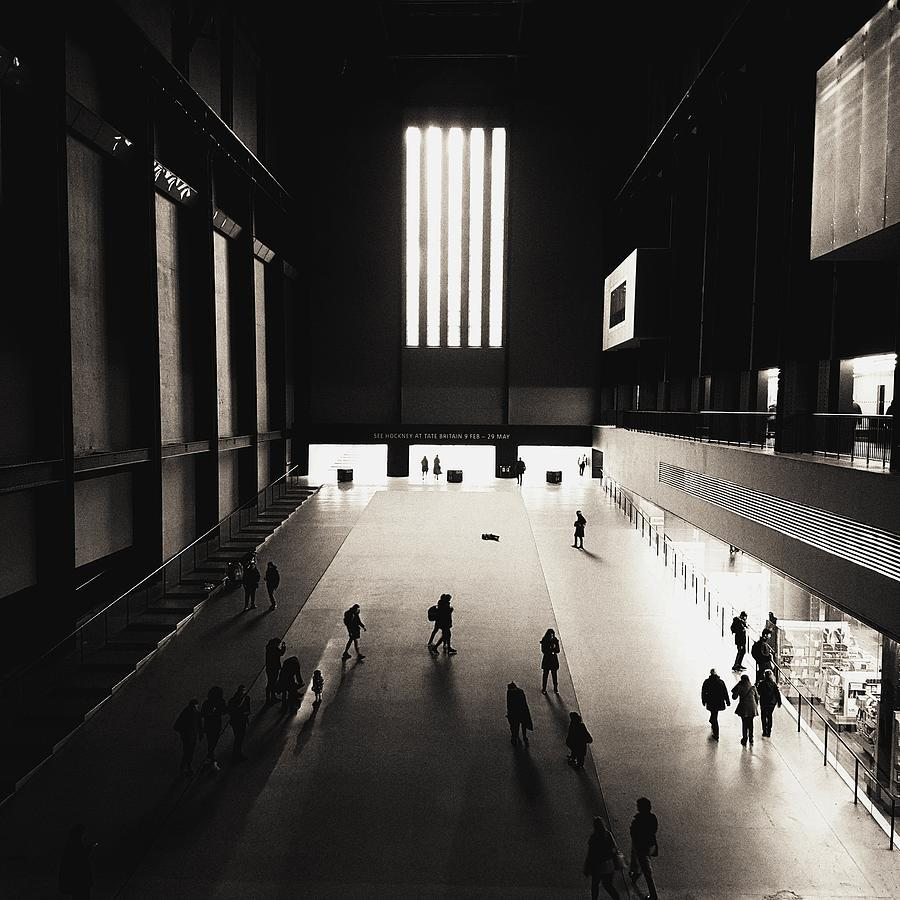 SEE HOCKNEY AT TATE BRITAIN 9 FEB – 29 MAY